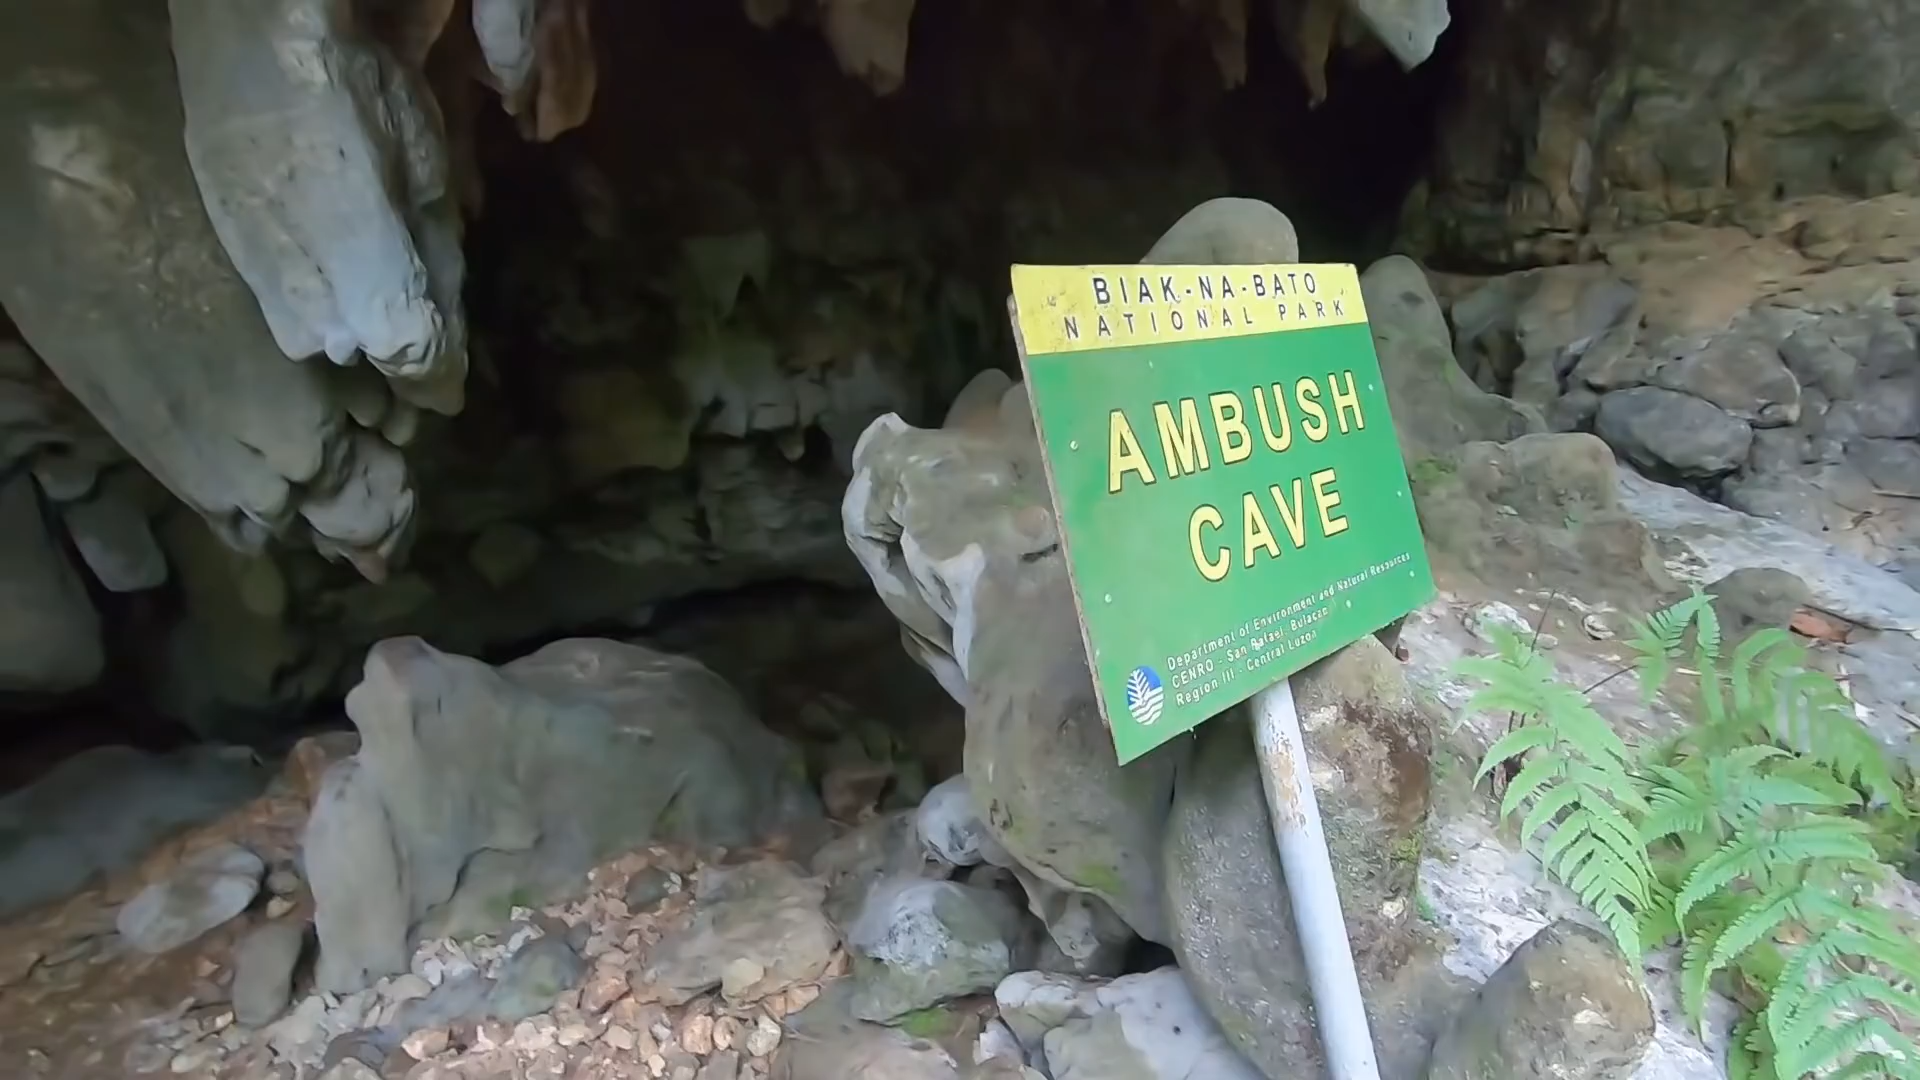 BIAK-NA-BATO
NATIONAL PARK
AMBUSH
CAVE
Department of Environment and Natural Resources
CENRO - San Rafael, Bulacan
Region III - Central Luzon